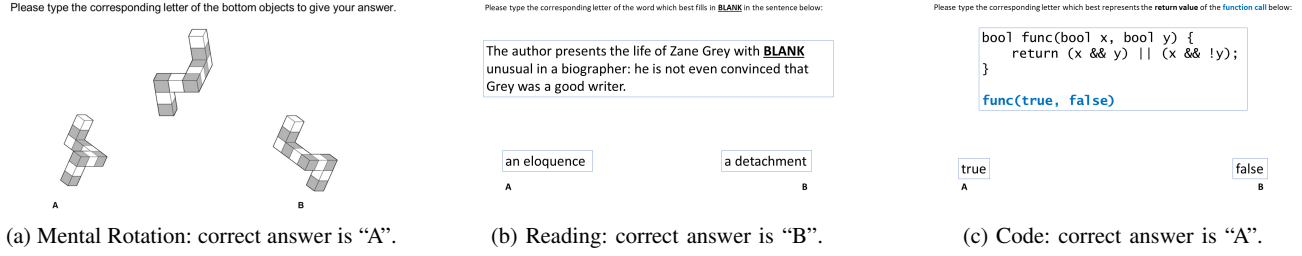 Please type the corresponding letter of the bottom objects to give your answer.
A
B
(a) Mental Rotation: correct answer is “A”.
Please type the corresponding letter of the word which best fills in BLANK in the sentence below:
The author presents the life of Zane Grey with BLANK
unusual in a biographer: he is not even convinced that
Grey was a good writer.
an eloquence
a detachment
A
B
(b) Reading: correct answer is “B”.
Please type the corresponding letter which best represents the return value of the function call below:
bool func(bool x, bool y) {
    return (x && y) || (x && !y);
}
func(true, false)
true
false
A
B
(c) Code: correct answer is “A”.